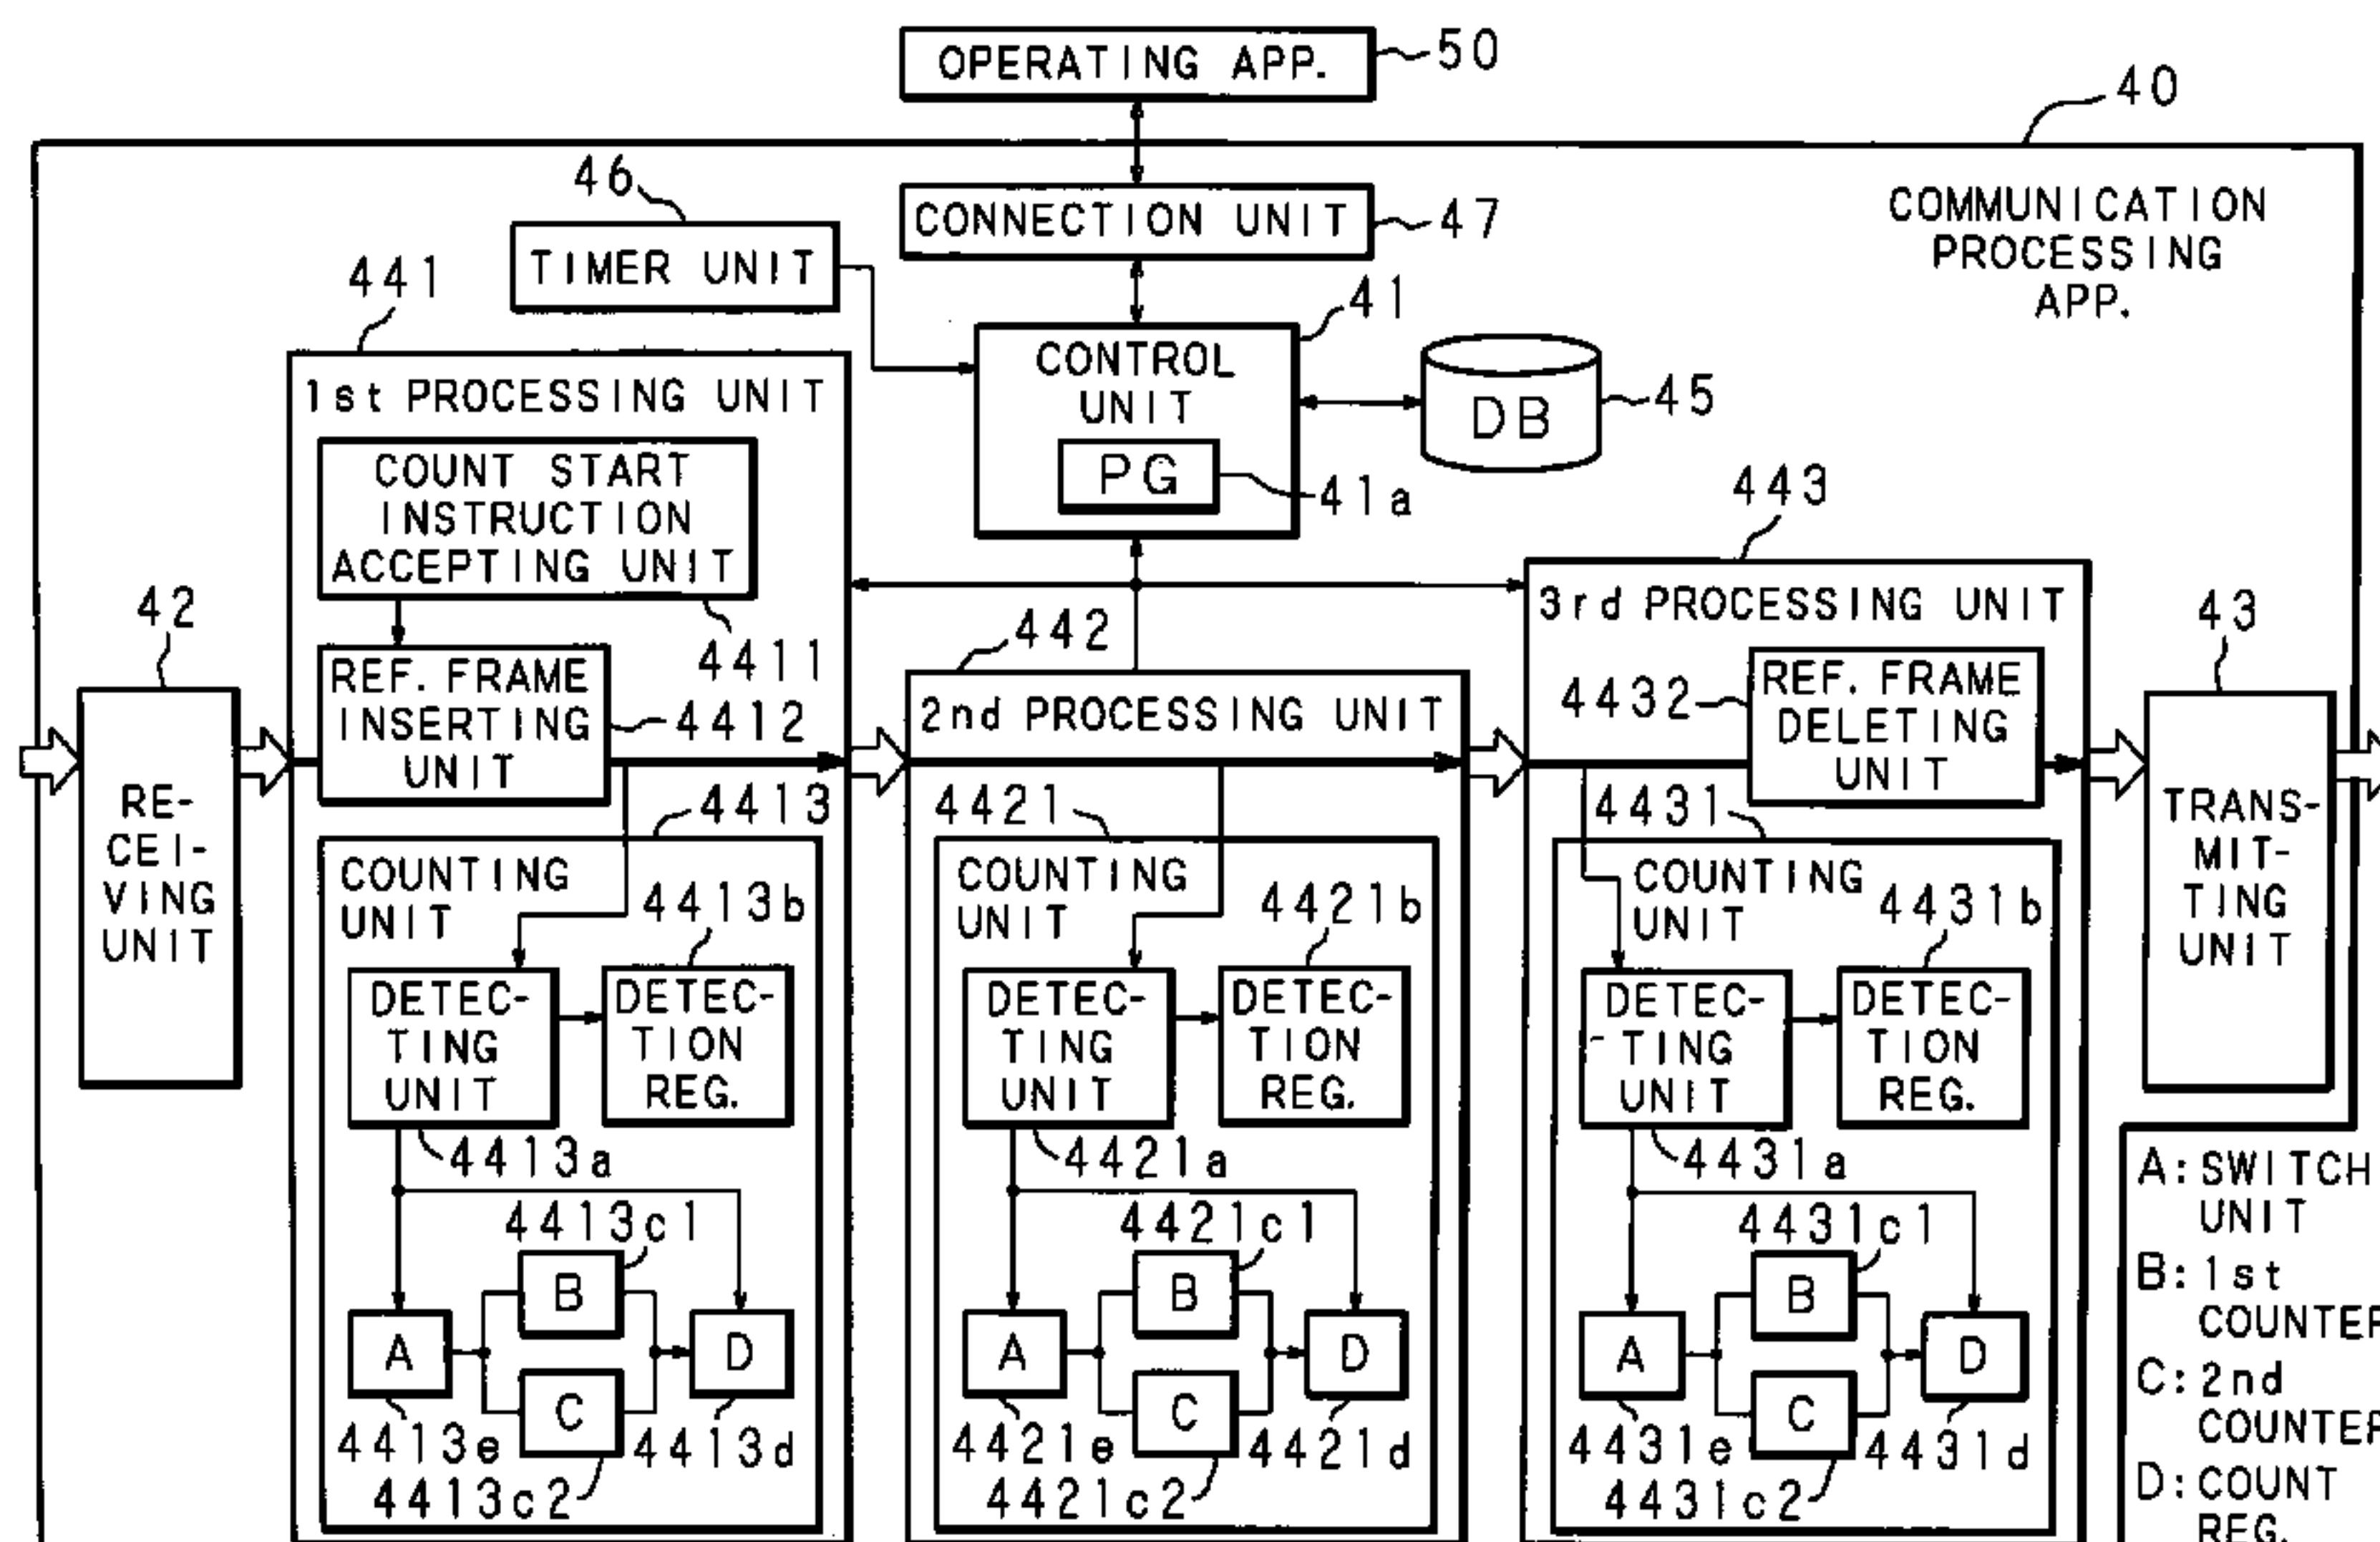 OPERATING APP.
50
40
COMMUNICATION
PROCESSING
APP.
46
TIMER UNIT
CONNECTION UNIT
47
441
41
CONTROL
UNIT
PG
41a
DB
45
1st PROCESSING UNIT
COUNT START
INSTRUCTION
ACCEPTING UNIT
4411
REF. FRAME
INSERTING
UNIT
4412
42
RE-
CEI-
VING
UNIT
4413
COUNTING
UNIT
4413b
DETEC-
TING
UNIT
DETEC-
TION
REG.
4413a
4413c1
B
A
D
C
4413e
4413d
4413c2
442
2nd PROCESSING UNIT
4421
COUNTING
UNIT
4421b
DETEC-
TING
UNIT
DETEC-
TION
REG.
4421a
4421c1
B
A
D
C
4421e
4421d
4421c2
443
3rd PROCESSING UNIT
4432
REF. FRAME
DELETING
UNIT
4431
COUNTING
UNIT
4431b
DETEC-
TING
UNIT
DETEC-
TION
REG.
4431a
4431c1
B
A
D
C
4431e
4431d
4431c2
43
TRANS-
MIT-
TING
UNIT
A: SWITCH
UNIT
B: 1st
COUNTER
C: 2nd
COUNTER
D: COUNT
REG.